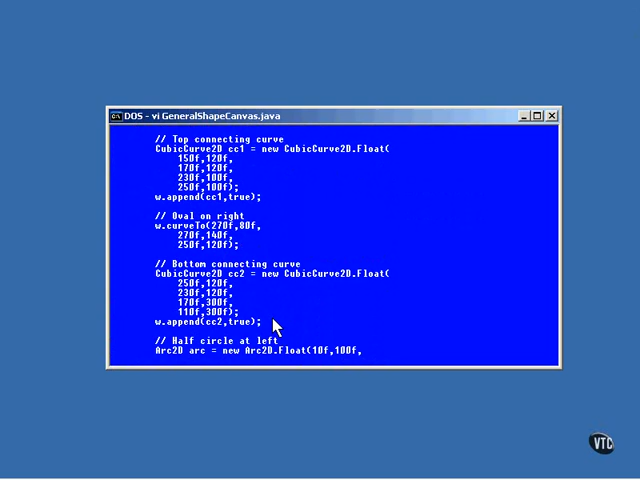 DOS - vi GeneralShapeCanvas.java
// Top connecting curve
CubicCurve2D cc1 = new CubicCurve2D.Float(
150f,120f,
170f,120f,
230f,100f,
250f,100f);
w.append(cc1,true);
// Oval on right
w.curveTo(270f,80f,
270f,140f,
250f,120f);
// Bottom connecting curve
CubicCurve2D cc2 = new CubicCurve2D.Float(
250f,120f,
230f,120f,
170f,300f,
110f,300f);
w.append(cc2,true);
// Half circle at left
Arc2D arc = new Arc2D.Float(10f,100f,
VTC